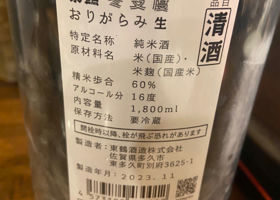 冬蔓
おりがらみ 生
品目
清酒
特定名称 純米酒
原材料名 米(国産)・
米麹(国産米)
精米歩合 60%
アルコール分 16度
内容量 1,800ml
保存方法 要冷蔵
開栓時以降、栓が飛ぶ恐れがあります
製造者:東鶴酒造株式会社
佐賀県多久市
東多久町別府3625-1
製造年月 2023.11